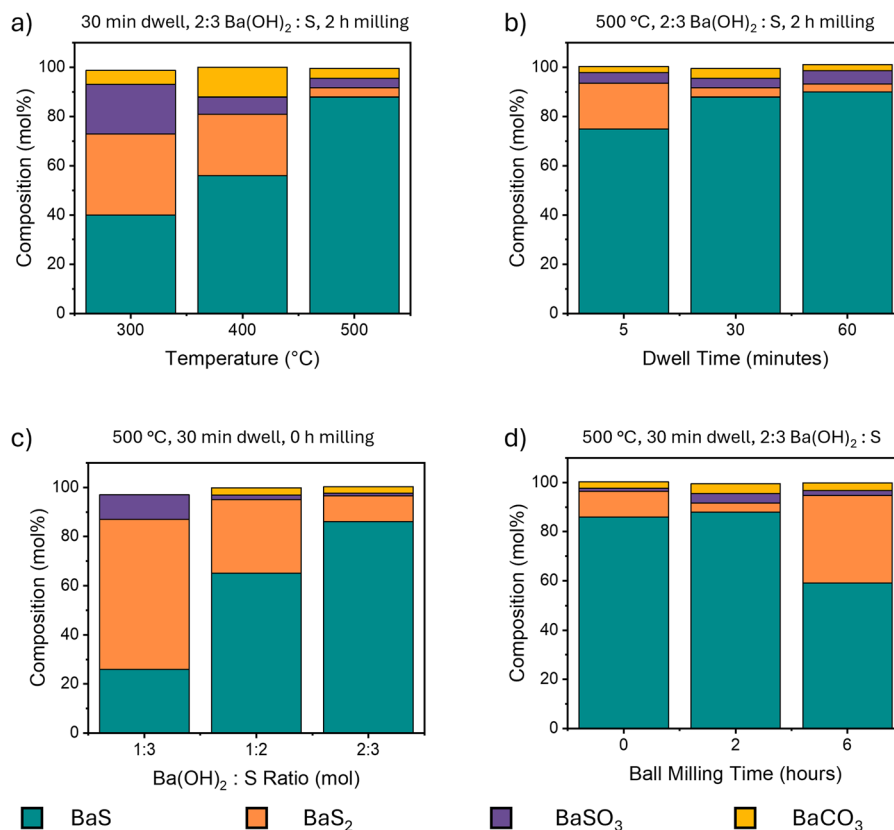 a)
30 min dwell, 2:3 Ba(OH)₂ : S, 2 h milling
Composition (mol%)
100
80
60
40
20
0
300 400 500
Temperature (°C)
b)
500 °C, 2:3 Ba(OH)₂ : S, 2 h milling
Composition (mol%)
100
80
60
40
20
0
5 30 60
Dwell Time (minutes)
c)
500 °C, 30 min dwell, 0 h milling
Composition (mol%)
100
80
60
40
20
0
1:3 1:2 2:3
Ba(OH)₂ : S Ratio (mol)
d)
500 °C, 30 min dwell, 2:3 Ba(OH)₂ : S
Composition (mol%)
100
80
60
40
20
0
0 2 6
Ball Milling Time (hours)
BaS BaS₂ BaSO₃ BaCO₃